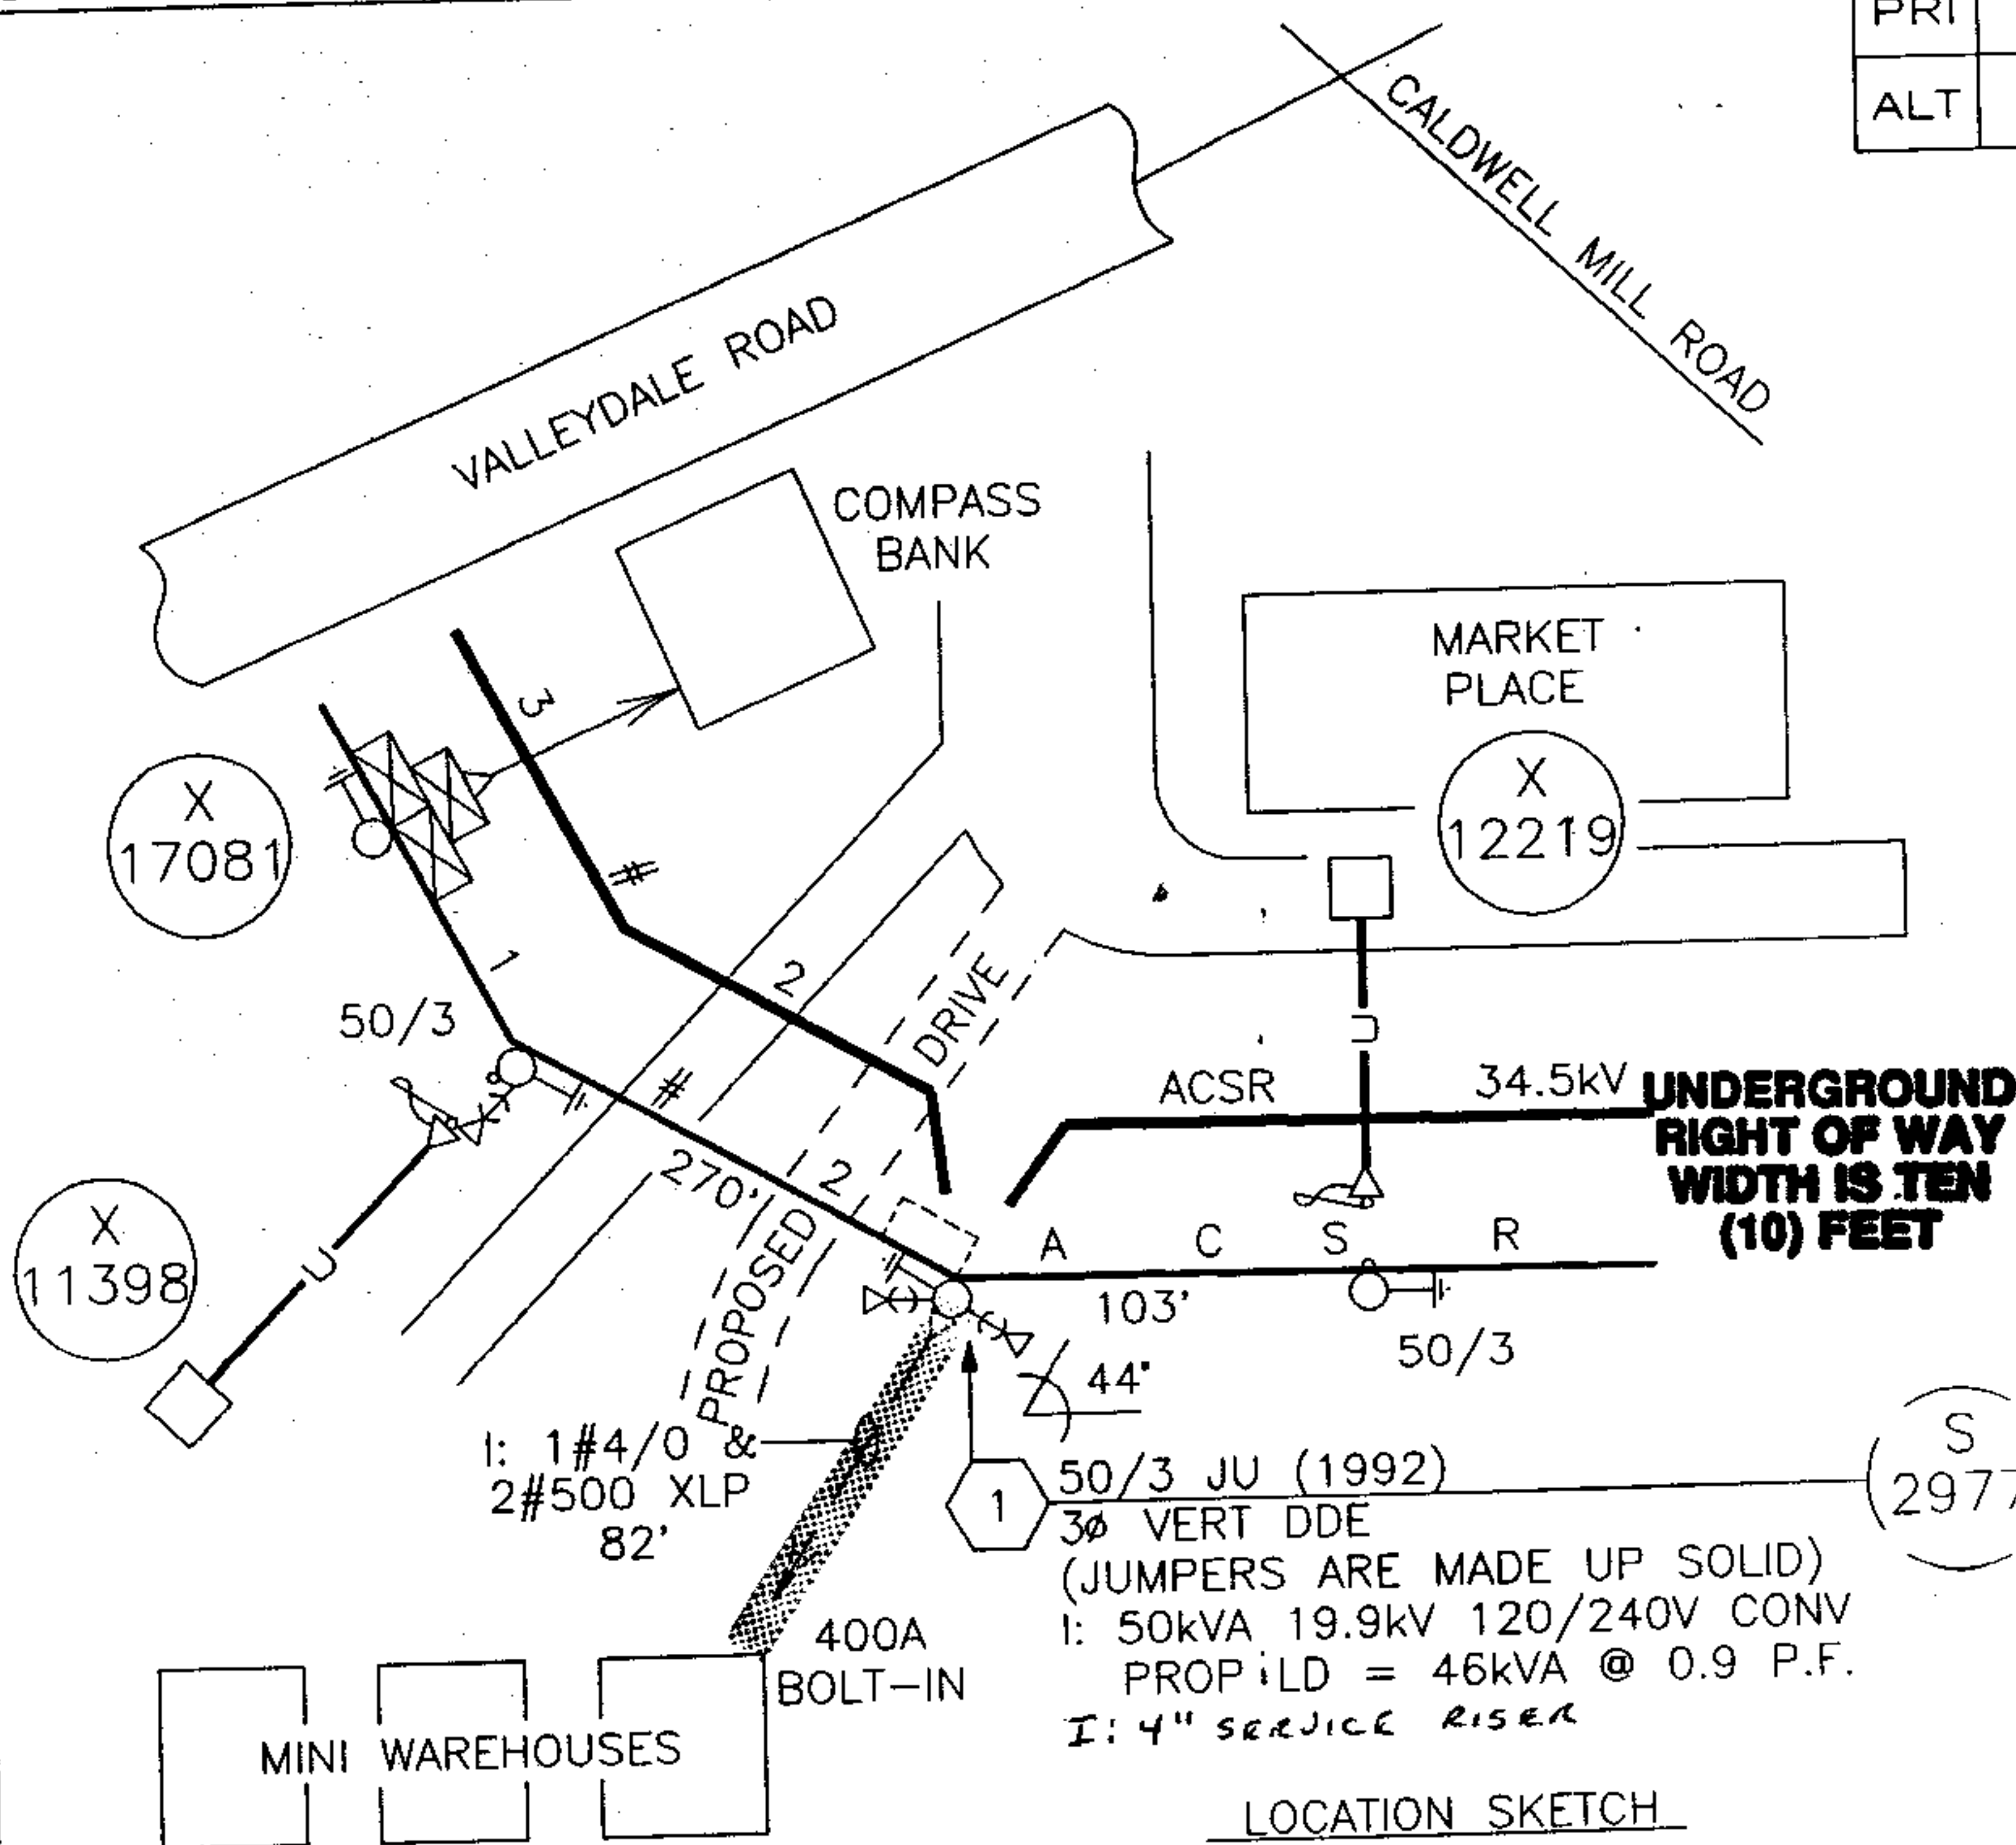 PRI
ALT
CALDWELL MILL ROAD
VALLEYDALE ROAD
COMPASS
BANK
MARKET
PLACE
X
17081
X
12219
3
#
2
1
50/3
#
270'
2
DRIVE
PROPOSED
U
ACSR 34.5kV
UNDERGROUND
RIGHT OF WAY
WIDTH IS TEN
(10) FEET
A C S R
103'
50/3
X
11398
U
44°
I: 1#4/0 &
2#500 XLP
82'
1
50/3 JU (1992)
3ø VERT DDE
(JUMPERS ARE MADE UP SOLID)
I: 50kVA 19.9kV 120/240V CONV
PROP LD = 46kVA @ 0.9 P.F.
I: 4" SERVICE RISER
S
2977
400A
BOLT-IN
MINI WAREHOUSES
LOCATION SKETCH